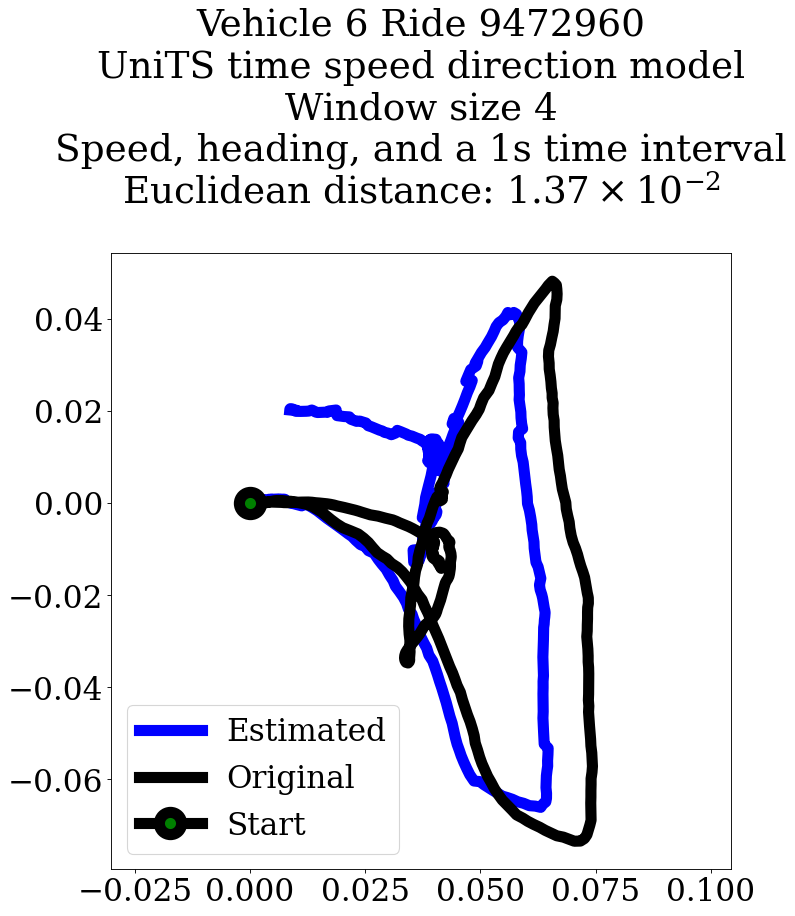 Vehicle 6 Ride 9472960
UniTS time speed direction model
Window size 4
Speed, heading, and a 1s time interval
Euclidean distance: 1.37 × 10⁻²
0.04
0.02
0.00
−0.02
−0.04
−0.06
Estimated
Original
Start
−0.025 0.000 0.025 0.050 0.075 0.100